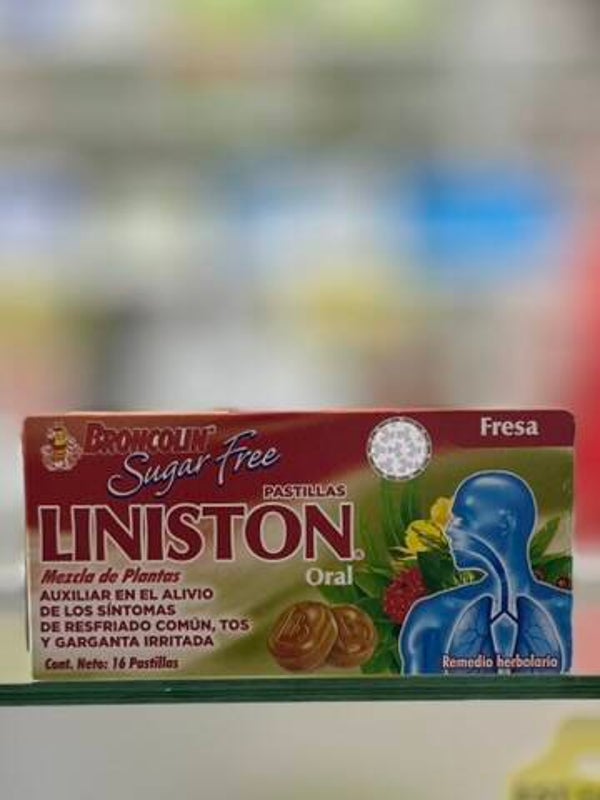 BRONCOLIN
Sugar Free
Fresa
PASTILLAS
LINISTON
Oral
Mezcla de Plantas
AUXILIAR EN EL ALIVIO
DE LOS SÍNTOMAS
DE RESFRIADO COMÚN, TOS
Y GARGANTA IRRITADA
Cont. Neto: 16 Pastillas
B
Remedio herbolario